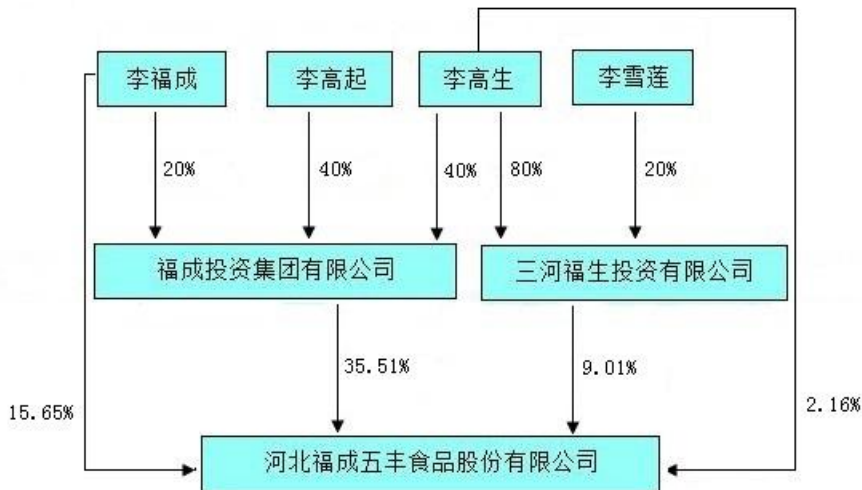 李福成
李高起
李高生
李雪莲
20%
40%
40%
80%
20%
福成投资集团有限公司
三河福生投资有限公司
35.51%
9.01%
15.65%
2.16%
河北福成五丰食品股份有限公司